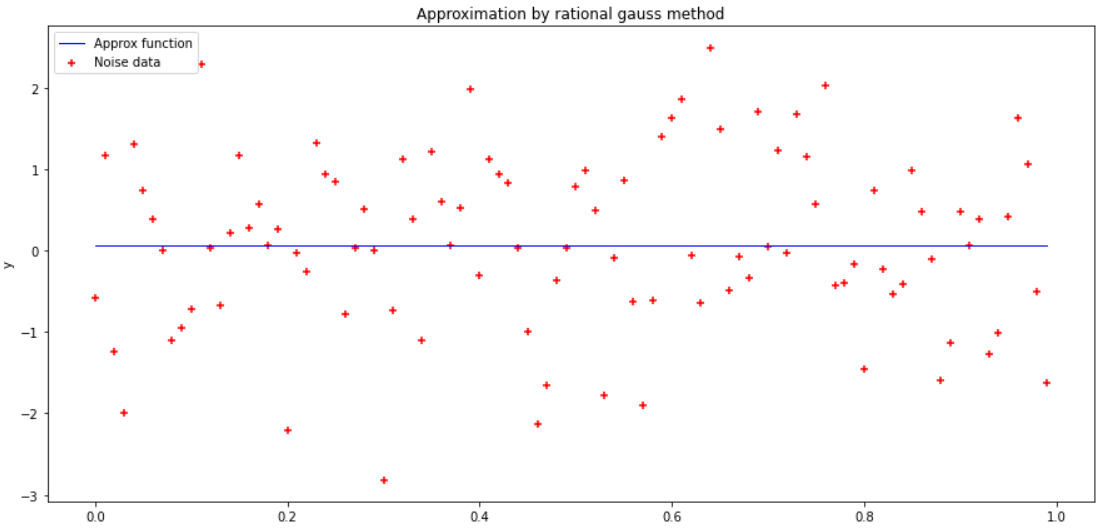 Approximation by rational gauss method
Approx function
Noise data
2
1
0
−1
−2
−3
y
0.0 0.2 0.4 0.6 0.8 1.0